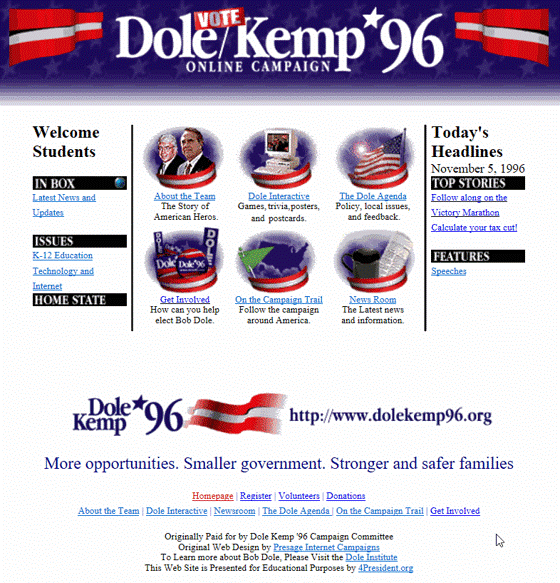 VOTE
Dole/Kemp★'96
ONLINE CAMPAIGN
Welcome
Students
IN BOX
Latest News and
Updates
ISSUES
K-12 Education
Technology and
Internet
HOME STATE
About the Team
The Story of
American Heros.
Dole Interactive
Games, trivia,posters,
and postcards.
The Dole Agenda
Policy, local issues,
and feedback.
DOLE
Dole Dole'96
DOLE
Get Involved
How can you help
elect Bob Dole.
On the Campaign Trail
Follow the campaign
around America.
News Room
The Latest news
and information.
Today's
Headlines
November 5, 1996
TOP STORIES
Follow along on the
Victory Marathon
Calculate your tax cut!
FEATURES
Speeches
Dole★'96
Kemp
http://www.dolekemp96.org
More opportunities. Smaller government. Stronger and safer families
Homepage | Register | Volunteers | Donations
About the Team | Dole Interactive | Newsroom | The Dole Agenda | On the Campaign Trail | Get Involved
Originally Paid for by Dole Kemp '96 Campaign Committee
Original Web Design by Presage Internet Campaigns
To Learn more about Bob Dole, Please Visit the Dole Institute
This Web Site is Presented for Educational Purposes by 4President.org